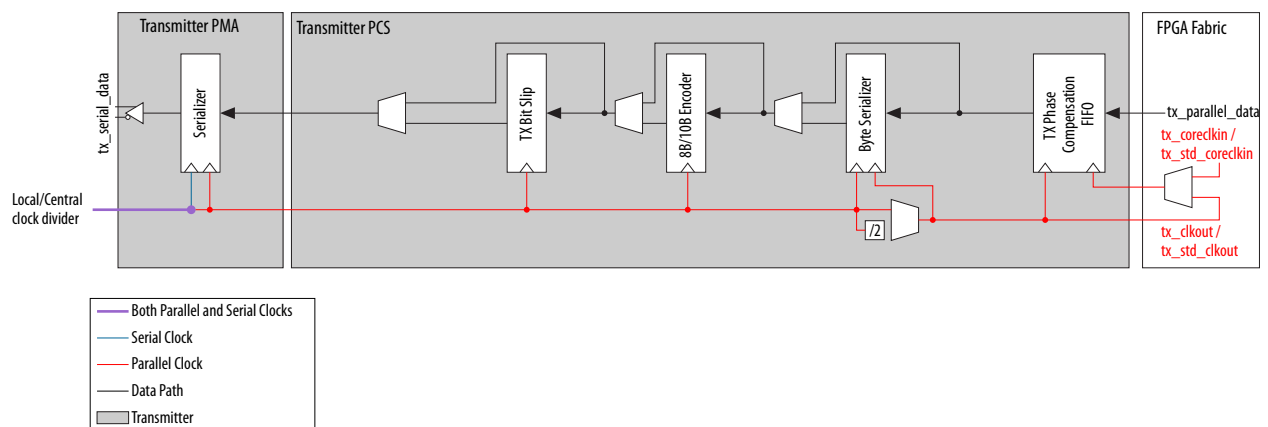 Transmitter PMA
Transmitter PCS
FPGA Fabric
tx_serial_data
Serializer
TX Bit Slip
8B/10B Encoder
Byte Serializer
TX Phase
Compensation
FIFO
tx_parallel_data
tx_coreclkin /
tx_std_coreclkin
Local/Central
clock divider
/2
tx_clkout /
tx_std_clkout
Both Parallel and Serial Clocks
Serial Clock
Parallel Clock
Data Path
Transmitter